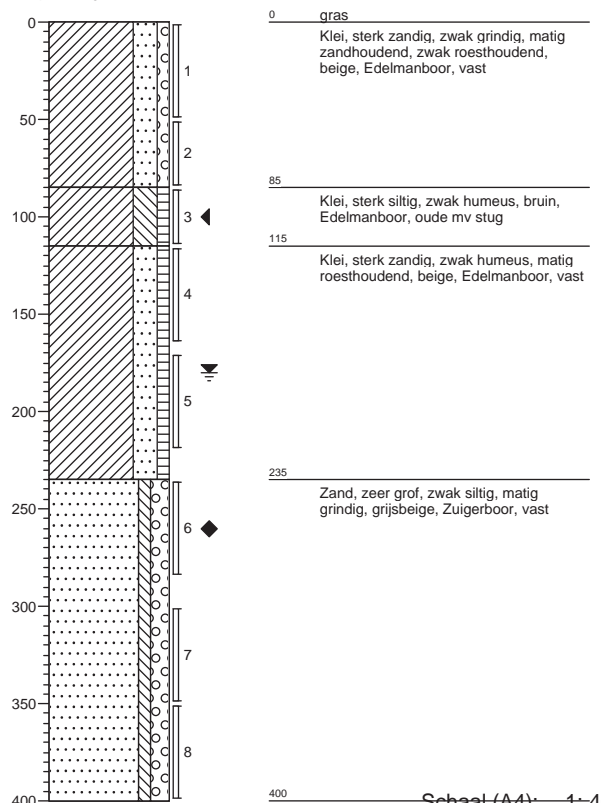 0
gras
0
Klei, sterk zandig, zwak grindig, matig
zandhoudend, zwak roesthoudend,
beige, Edelmanboor, vast
1
50
2
85
Klei, sterk siltig, zwak humeus, bruin,
Edelmanboor, oude mv stug
3
100
115
Klei, sterk zandig, zwak humeus, matig
roesthoudend, beige, Edelmanboor, vast
4
150
5
200
235
Zand, zeer grof, zwak siltig, matig
grindig, grijsbeige, Zuigerboor, vast
250
6
300
7
350
8
400
400
Schaal (A4): 1: 4